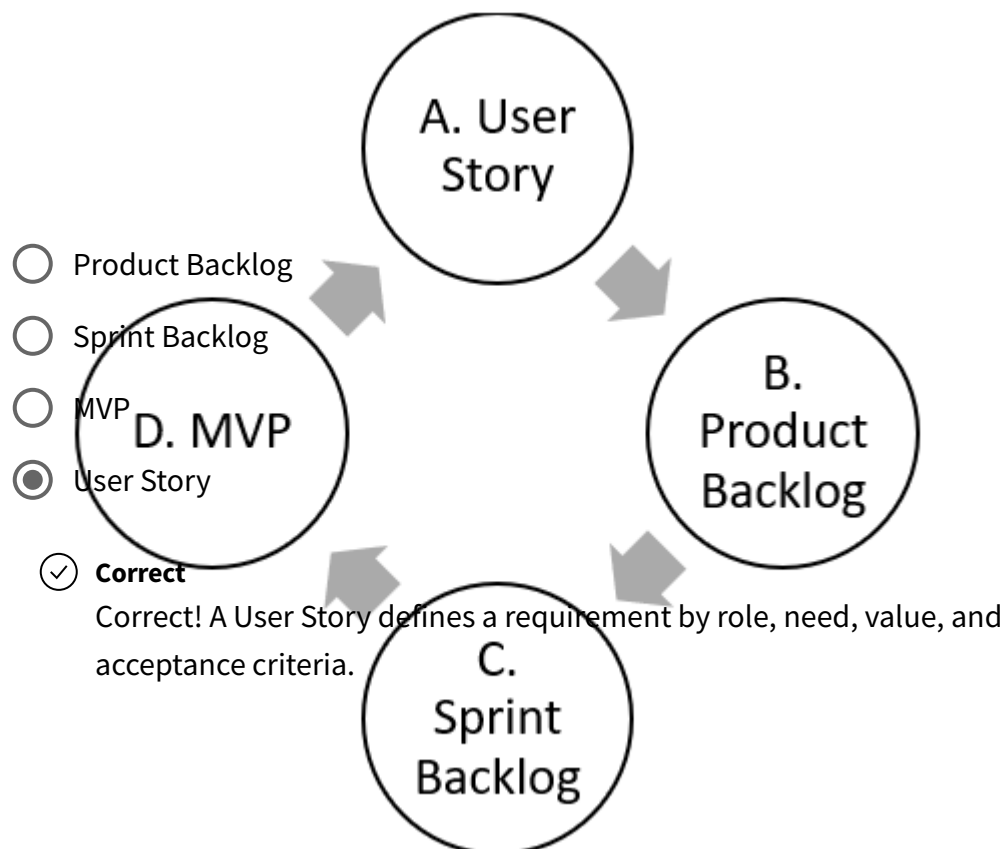 A. User
Story
Product Backlog
Sprint Backlog
MVP
User Story
D. MVP
B.
Product
Backlog
Correct
Correct! A User Story defines a requirement by role, need, value, and
acceptance criteria.
C.
Sprint
Backlog